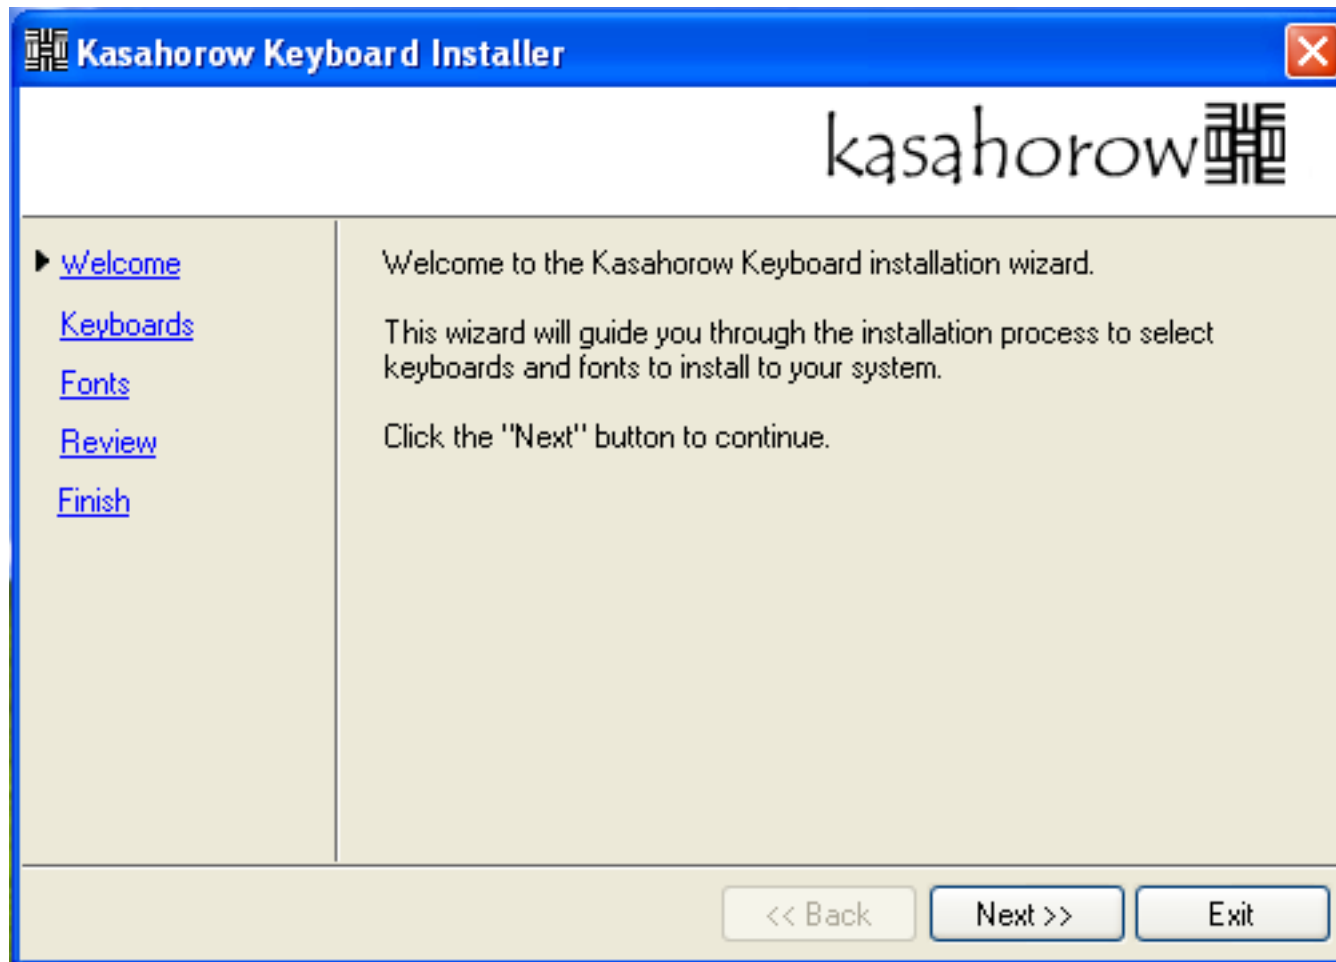 Kasahorow Keyboard Installer
kasahorow
Welcome
Keyboards
Fonts
Review
Finish
Welcome to the Kasahorow Keyboard installation wizard.
This wizard will guide you through the installation process to select
keyboards and fonts to install to your system.
Click the "Next" button to continue.
<< Back
Next >>
Exit